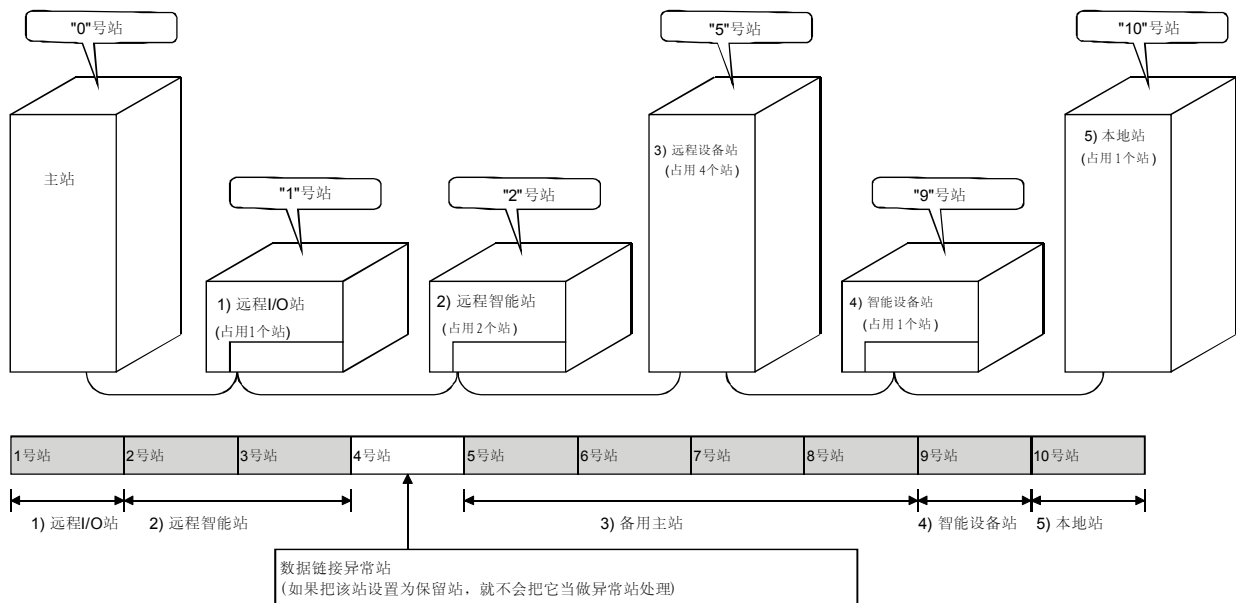 "0"号站
"5"号站
"10"号站
主站
3) 远程设备站
(占用 4个站)
5) 本地站
(占用 1个站)
"1"号站
"2"号站
"9"号站
1) 远程I/O站
(占用1个站)
2) 远程智能站
(占用2个站)
4) 智能设备站
(占用 1个站)
1号站 2号站 3号站 4号站 5号站 6号站 7号站 8号站 9号站 10号站
1) 远程I/O站 2) 远程智能站 3) 备用主站 4) 智能设备站 5) 本地站
数据链接异常站
(如果把该站设置为保留站，就不会把它当做异常站处理)